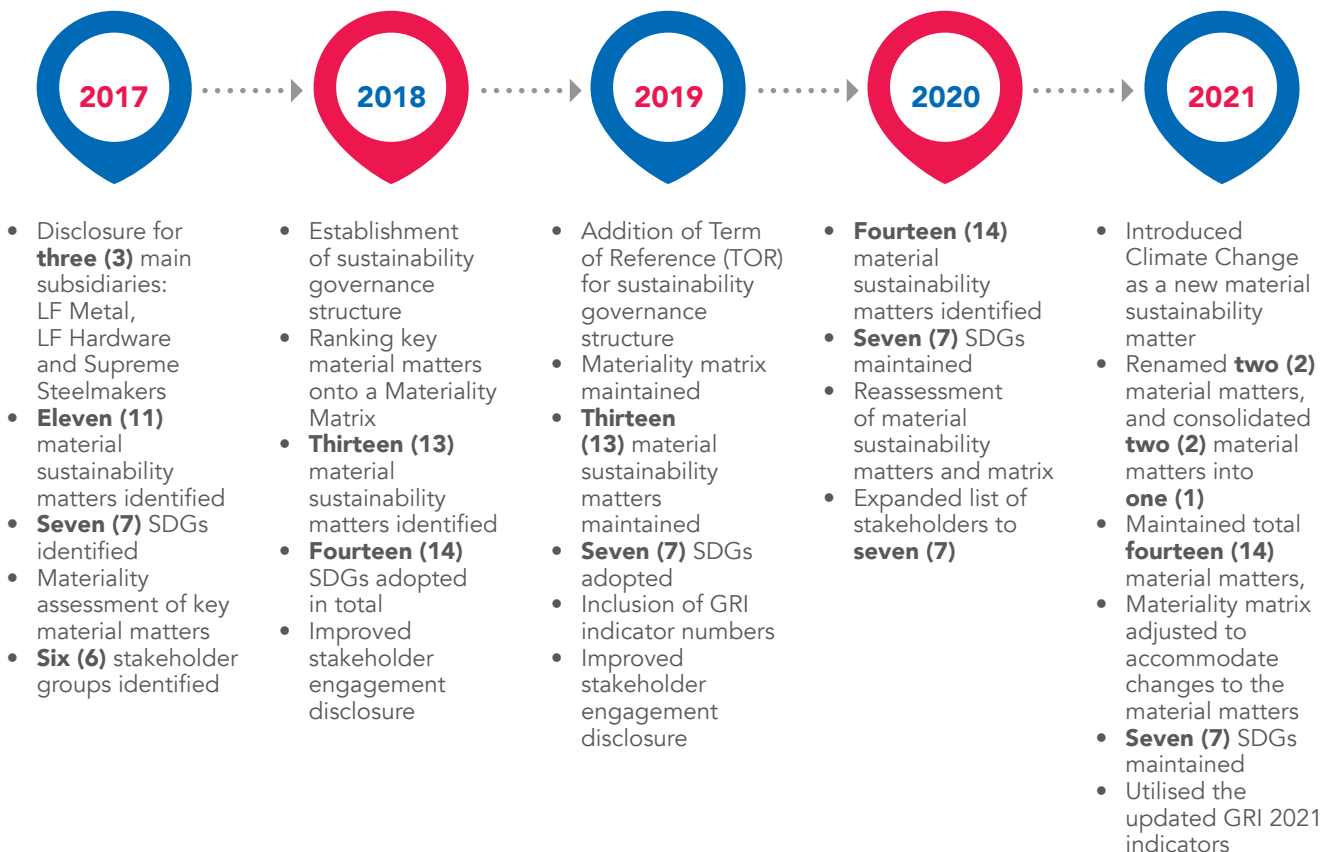 2017
2018
2019
2020
2021
• Disclosure for
three (3) main
subsidiaries:
LF Metal,
LF Hardware
and Supreme
Steelmakers
• Eleven (11)
material
sustainability
matters identified
• Seven (7) SDGs
identified
• Materiality
assessment of key
material matters
• Six (6) stakeholder
groups identified
• Establishment
of sustainability
governance
structure
• Ranking key
material matters
onto a Materiality
Matrix
• Thirteen (13)
material
sustainability
matters identified
• Fourteen (14)
SDGs adopted
in total
• Improved
stakeholder
engagement
disclosure
• Addition of Term
of Reference (TOR)
for sustainability
governance
structure
• Materiality matrix
maintained
• Thirteen
(13) material
sustainability
matters
maintained
• Seven (7) SDGs
adopted
• Inclusion of GRI
indicator numbers
• Improved
stakeholder
engagement
disclosure
• Fourteen (14)
material
sustainability
matters identified
• Seven (7) SDGs
maintained
• Reassessment
of material
sustainability
matters and matrix
• Expanded list of
stakeholders to
seven (7)
• Introduced
Climate Change
as a new material
sustainability
matter
• Renamed two (2)
material matters,
and consolidated
two (2) material
matters into
one (1)
• Maintained total
fourteen (14)
material matters,
• Materiality matrix
adjusted to
accommodate
changes to the
material matters
• Seven (7) SDGs
maintained
• Utilised the
updated GRI 2021
indicators